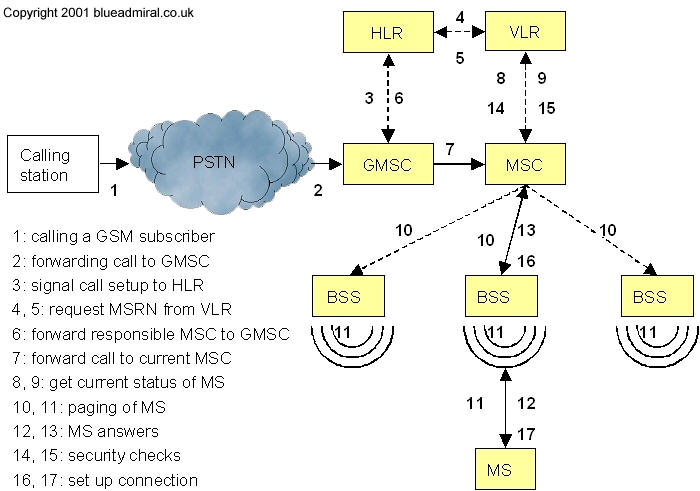 Copyright 2001 blueadmiral.co.uk
HLR
4
5
VLR
3
6
8
9
14
15
Calling
station
1
PSTN
2
GMSC
7
MSC
10
10
13
16
10
BSS
BSS
BSS
11
11
11
11
12
17
MS
1: calling a GSM subscriber
2: forwarding call to GMSC
3: signal call setup to HLR
4, 5: request MSRN from VLR
6: forward responsible MSC to GMSC
7: forward call to current MSC
8, 9: get current status of MS
10, 11: paging of MS
12, 13: MS answers
14, 15: security checks
16, 17: set up connection